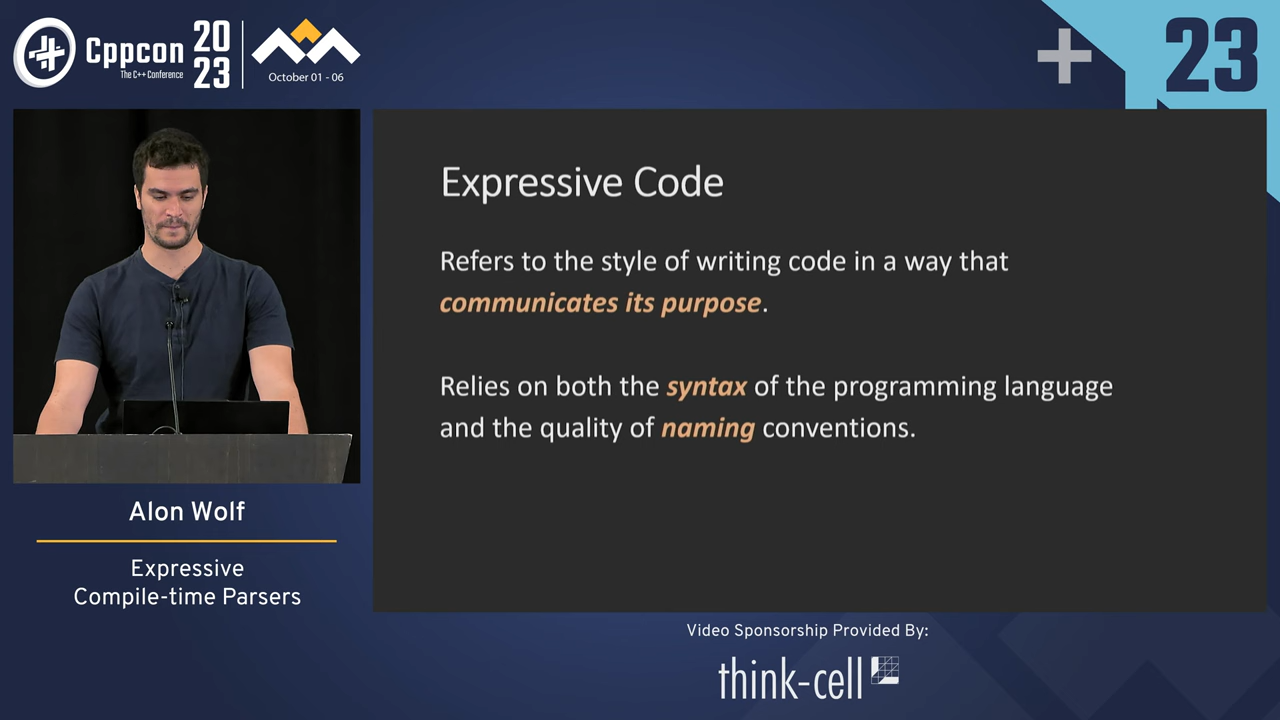 Cppcon
The C++ Conference
20
23
October 01 - 06
23
Expressive Code
Refers to the style of writing code in a way that
communicates its purpose.
Relies on both the syntax of the programming language
and the quality of naming conventions.
Alon Wolf
Expressive
Compile-time Parsers
Video Sponsorship Provided By:
think-cell